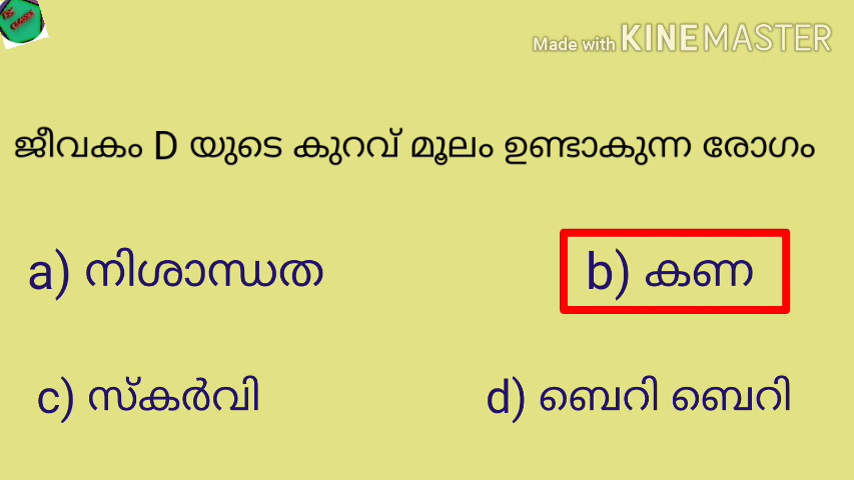 Made with KINEMASTER
ജീവകം D യുടെ കുറവ് മൂലം ഉണ്ടാകുന്ന രോഗം
a) നിശാന്ധത
b) കണ
c) സ്കർവി
d) ബെറി ബെറി